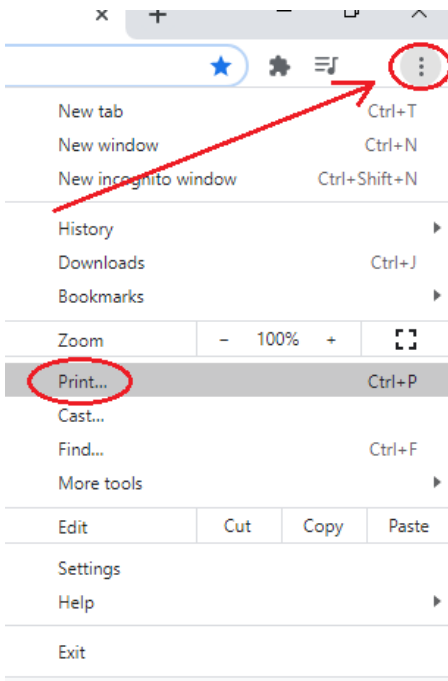 New tab Ctrl+T
New window Ctrl+N
New incognito window Ctrl+Shift+N
History
Downloads Ctrl+J
Bookmarks
Zoom - 100% +
Print... Ctrl+P
Cast...
Find... Ctrl+F
More tools
Edit Cut Copy Paste
Settings
Help
Exit